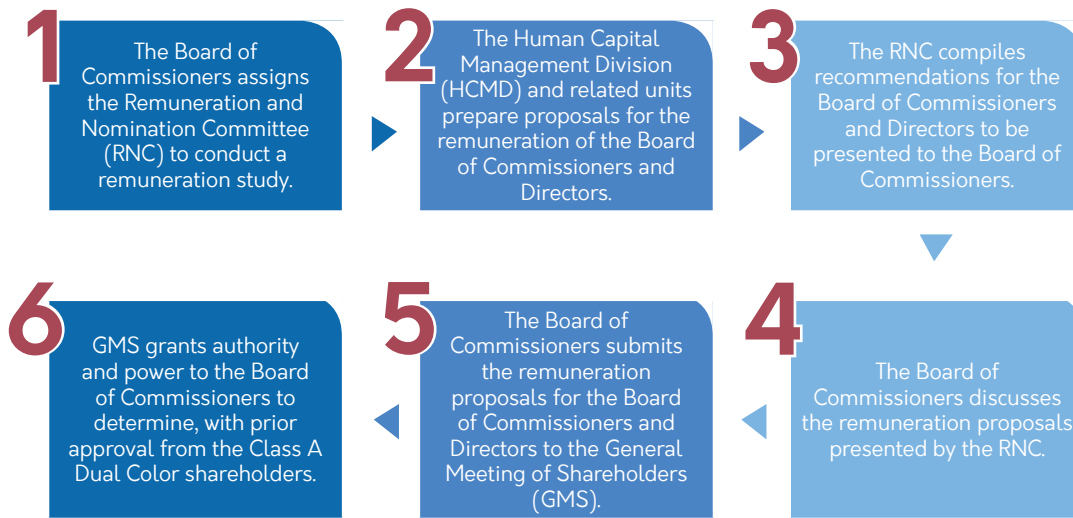 1
The Board of
Commissioners assigns
the Remuneration and
Nomination Committee
(RNC) to conduct a
remuneration study.
2
The Human Capital
Management Division
(HCMD) and related units
prepare proposals for the
remuneration of the Board
of Commissioners and
Directors.
3
The RNC compiles
recommendations for the
Board of Commissioners
and Directors to be
presented to the Board of
Commissioners.
4
The Board of
Commissioners discusses
the remuneration proposals
presented by the RNC.
5
The Board of
Commissioners submits
the remuneration
proposals for the Board
of Commissioners and
Directors to the General
Meeting of Shareholders
(GMS).
6
GMS grants authority
and power to the Board
of Commissioners to
determine, with prior
approval from the Class A
Dual Color shareholders.